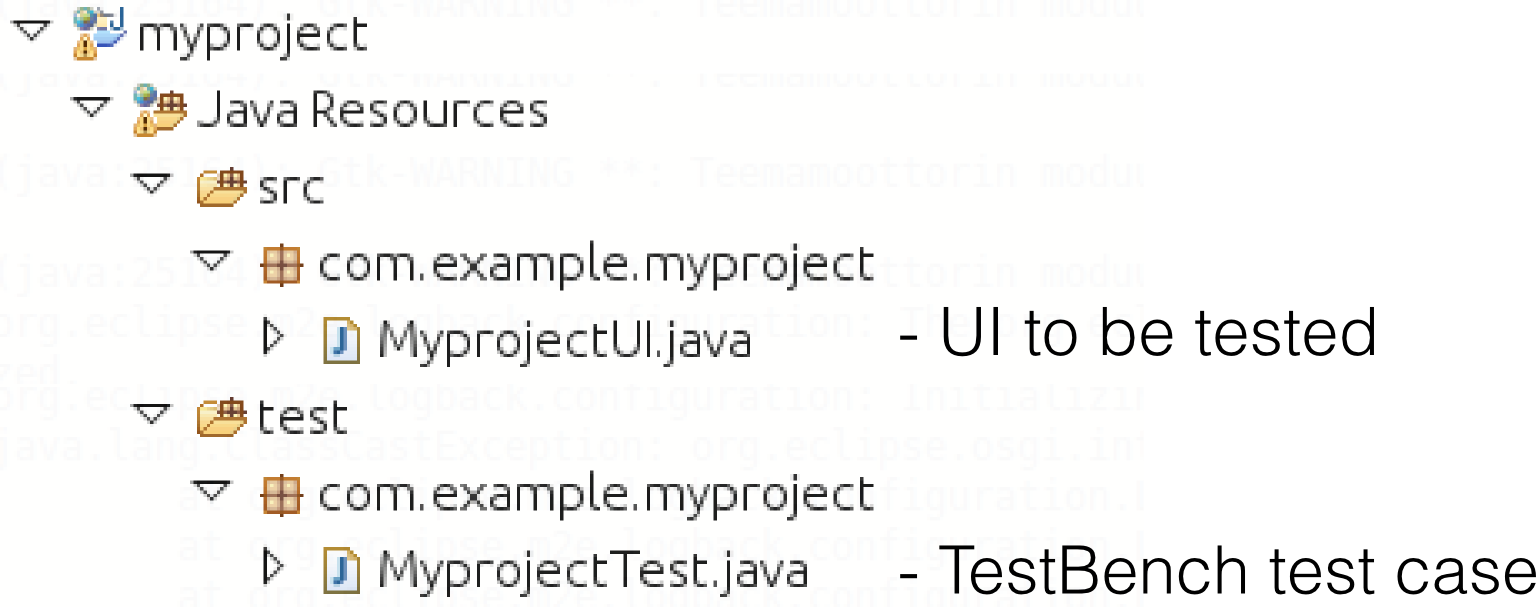 myproject
Java Resources
src
com.example.myproject
MyprojectUI.java - UI to be tested
test
com.example.myproject
MyprojectTest.java - TestBench test case